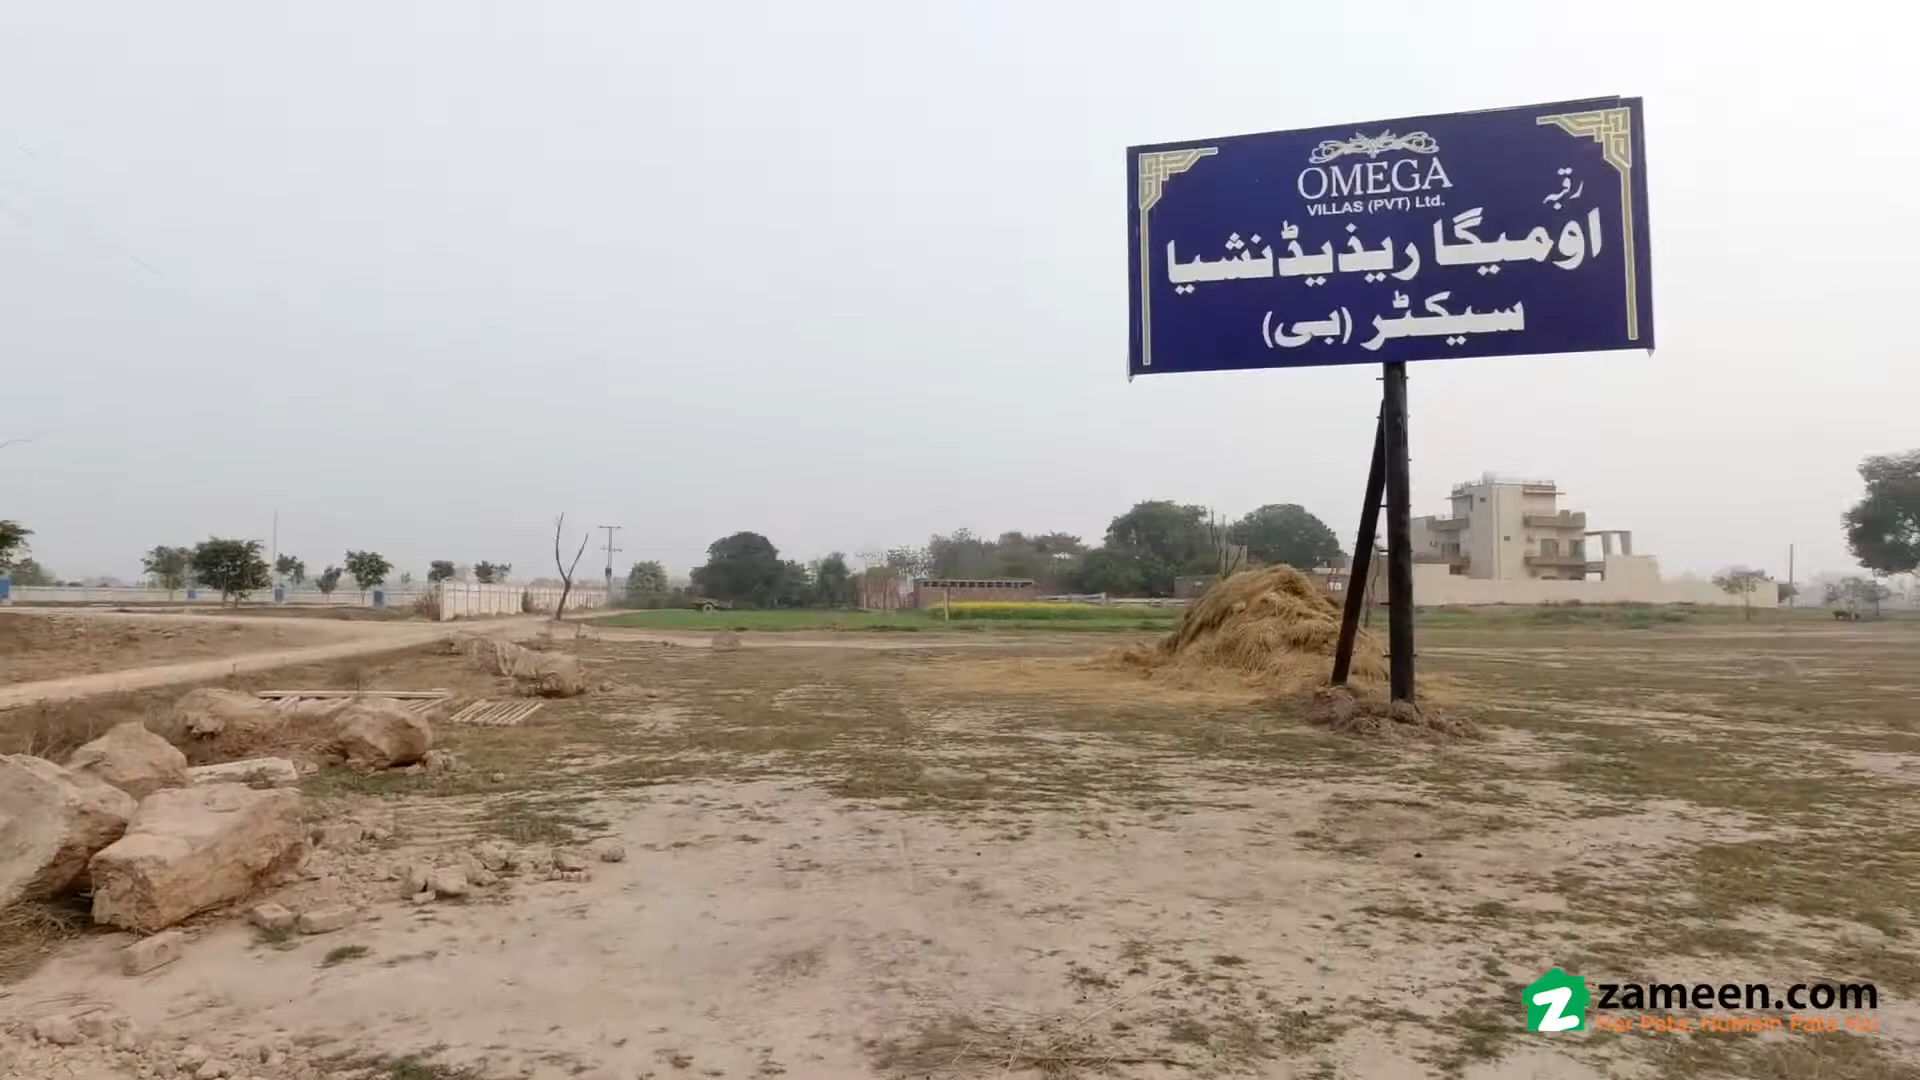 OMEGA
VILLAS (PVT) Ltd.
رقبہ
اومیگا ریذیڈنشیا
سیکٹر (بی)
zameen.com
Har Pata, Humein Pata Hai